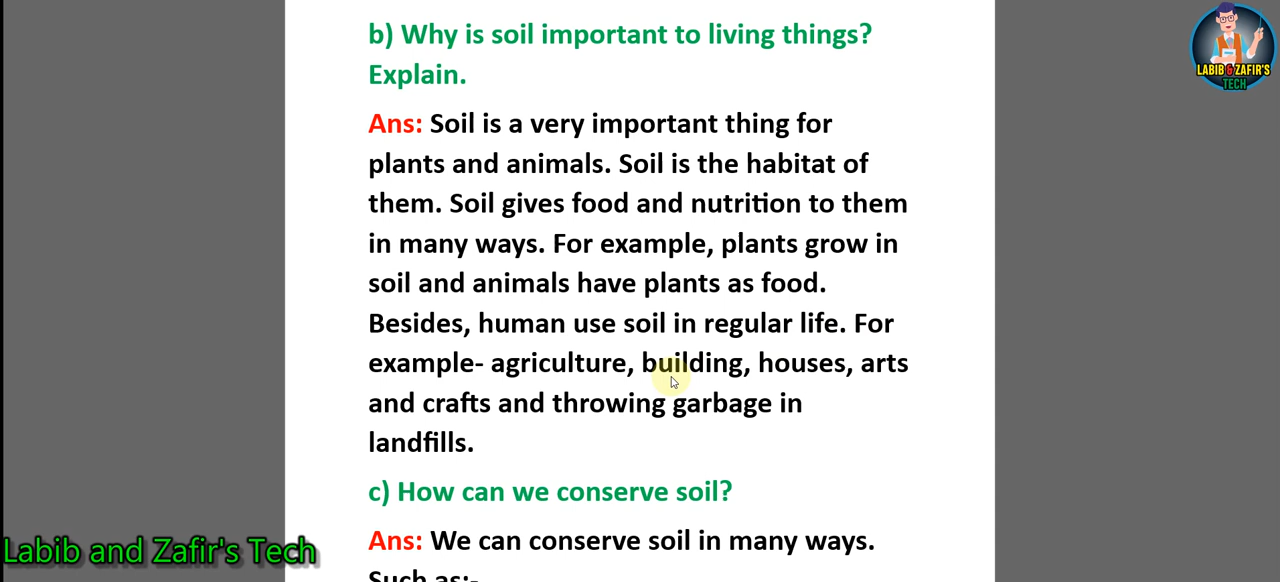 b) Why is soil important to living things?
Explain.
Ans: Soil is a very important thing for
plants and animals. Soil is the habitat of
them. Soil gives food and nutrition to them
in many ways. For example, plants grow in
soil and animals have plants as food.
Besides, human use soil in regular life. For
example- agriculture, building, houses, arts
and crafts and throwing garbage in
landfills.
c) How can we conserve soil?
Ans: We can conserve soil in many ways.
Such as:-
LABIB & ZAFIR'S
TECH
Labib and Zafir's Tech